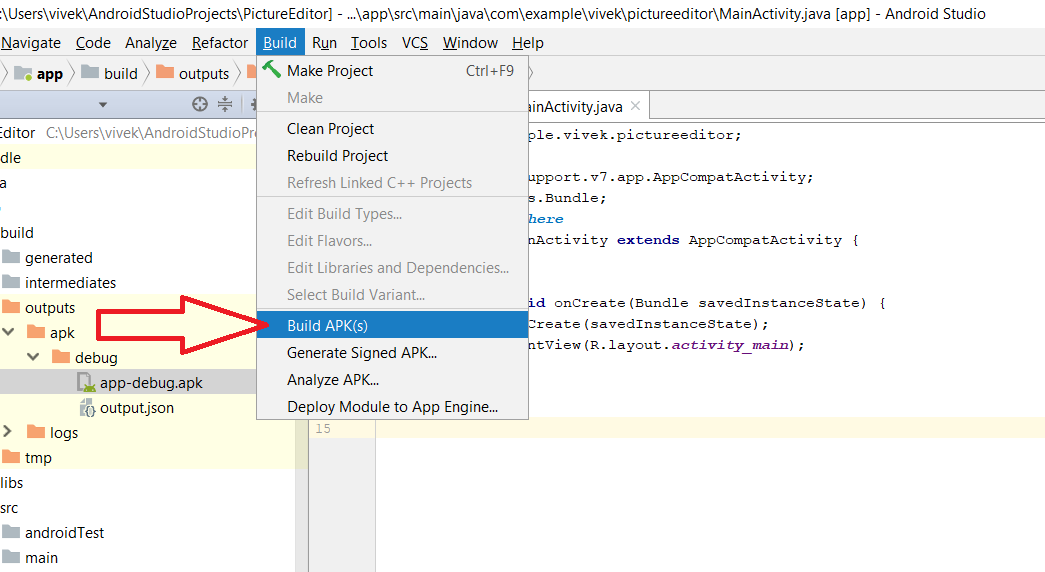 :\Users\vivek\AndroidStudioProjects\PictureEditor] - ...\app\src\main\java\com\example\vivek\pictureeditor\MainActivity.java [app] - Android Studio
Navigate Code Analyze Refactor Build Run Tools VCS Window Help
app build outputs
Make Project Ctrl+F9
Make
Clean Project
Rebuild Project
Refresh Linked C++ Projects
Edit Build Types...
Edit Flavors...
Edit Libraries and Dependencies...
Select Build Variant...
Build APK(s)
Generate Signed APK...
Analyze APK...
Deploy Module to App Engine...
Editor C:\Users\vivek\AndroidStudioPr
dle
a
build
generated
intermediates
outputs
apk
debug
app-debug.apk
output.json
logs
tmp
libs
src
androidTest
main
ainActivity.java
ple.vivek.pictureeditor;
upport.v7.app.AppCompatActivity;
s.Bundle;
here
nActivity extends AppCompatActivity {
id onCreate(Bundle savedInstanceState) {
Create(savedInstanceState);
ntView(R.layout.activity_main);
15